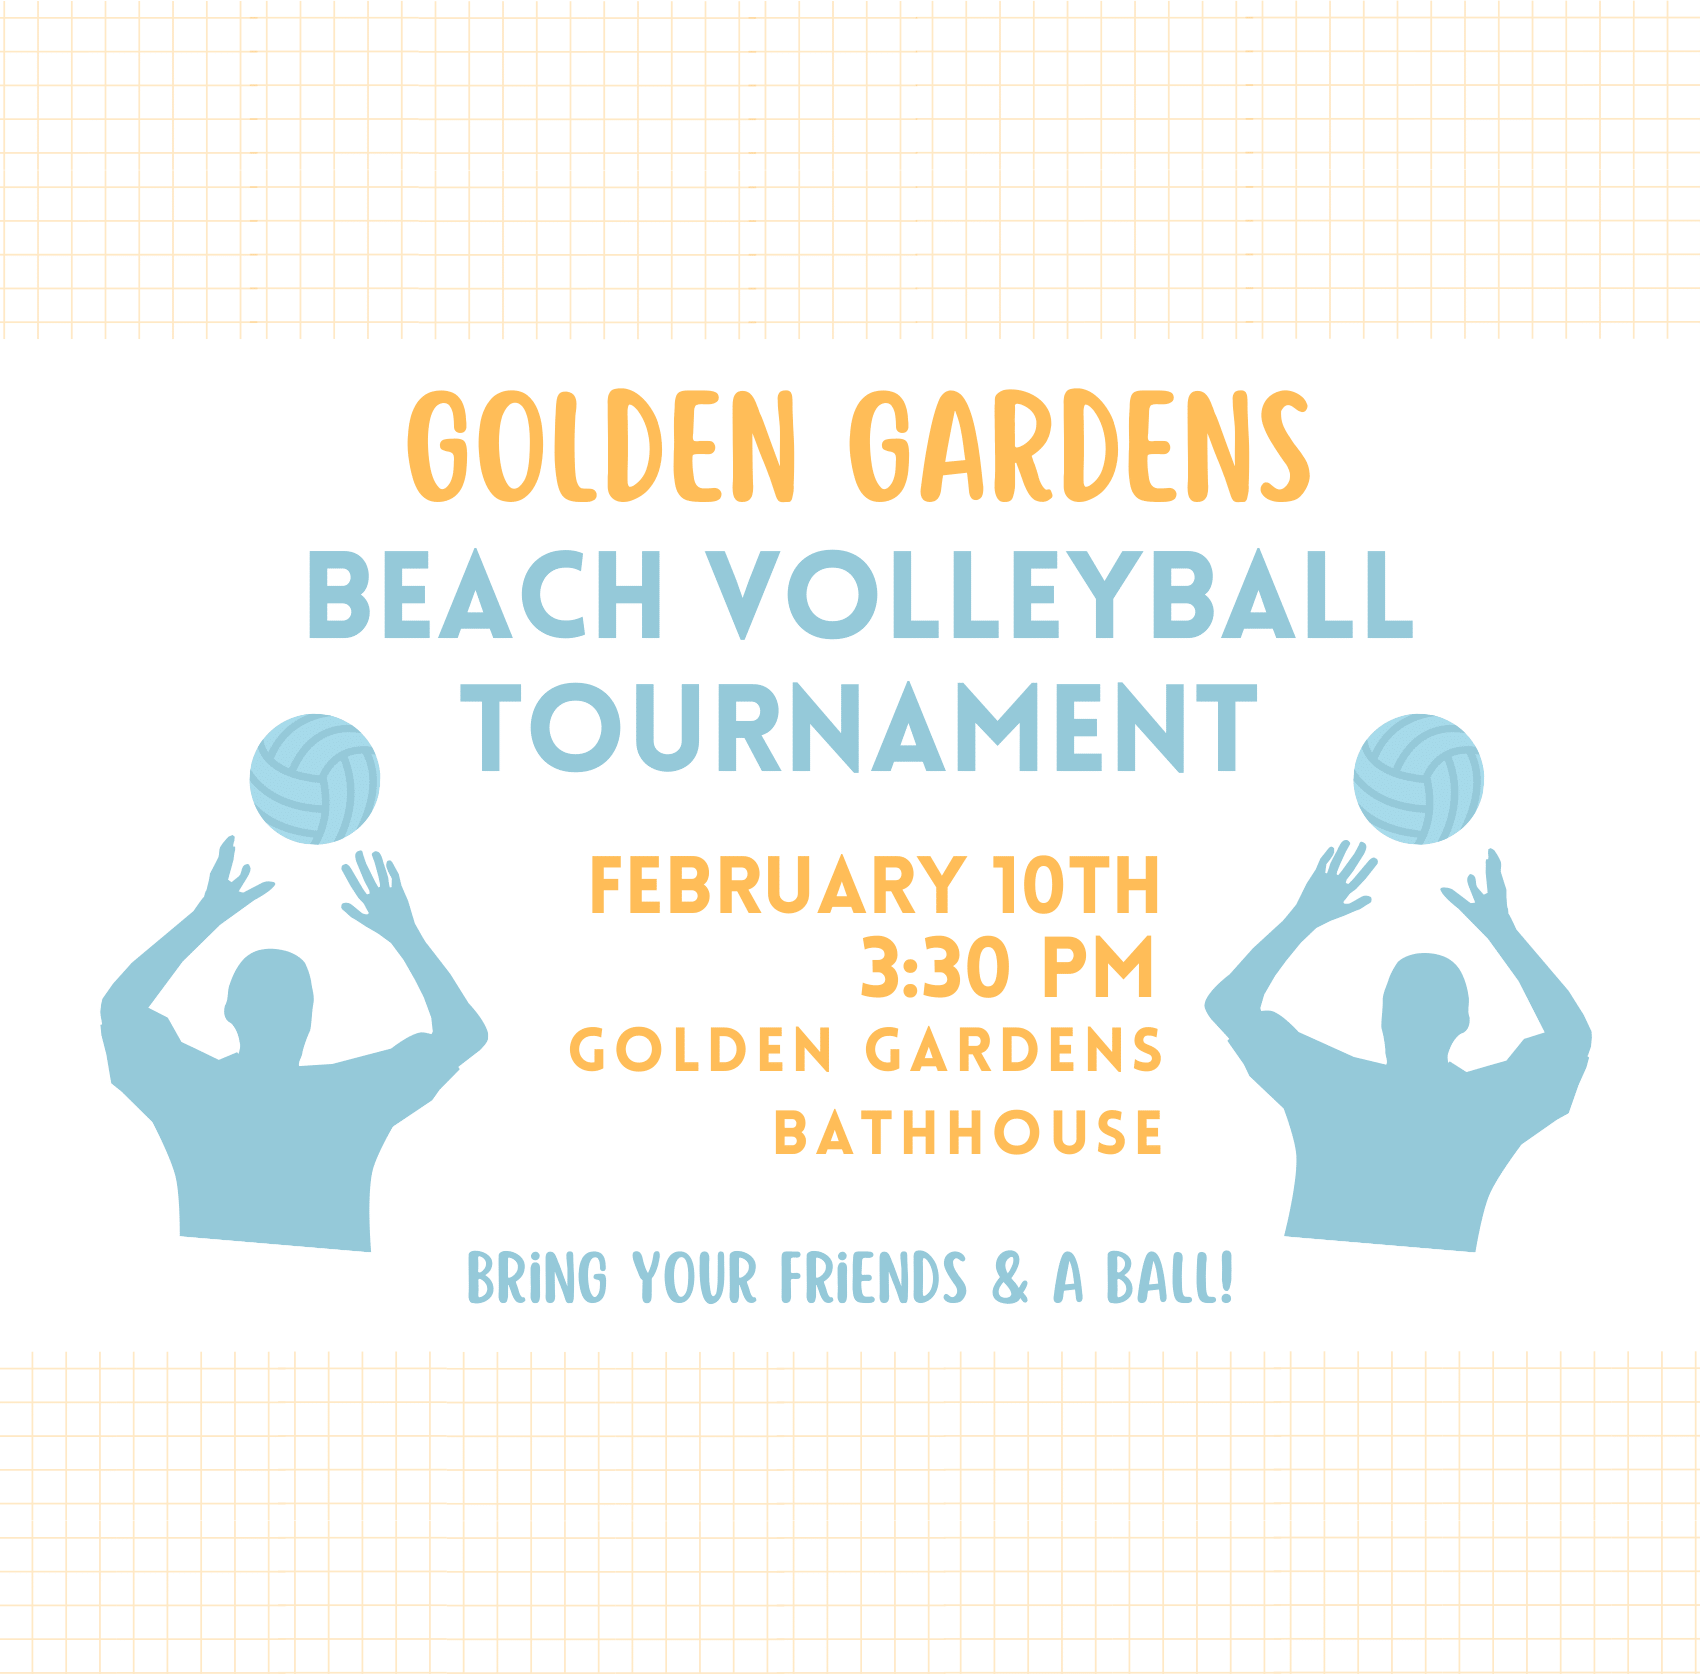 GOLDEN GARDENS
BEACH VOLLEYBALL
TOURNAMENT
FEBRUARY 10TH
3:30 PM
GOLDEN GARDENS
BATHHOUSE
BRiNG YOUR FRiENDS & A BALL!